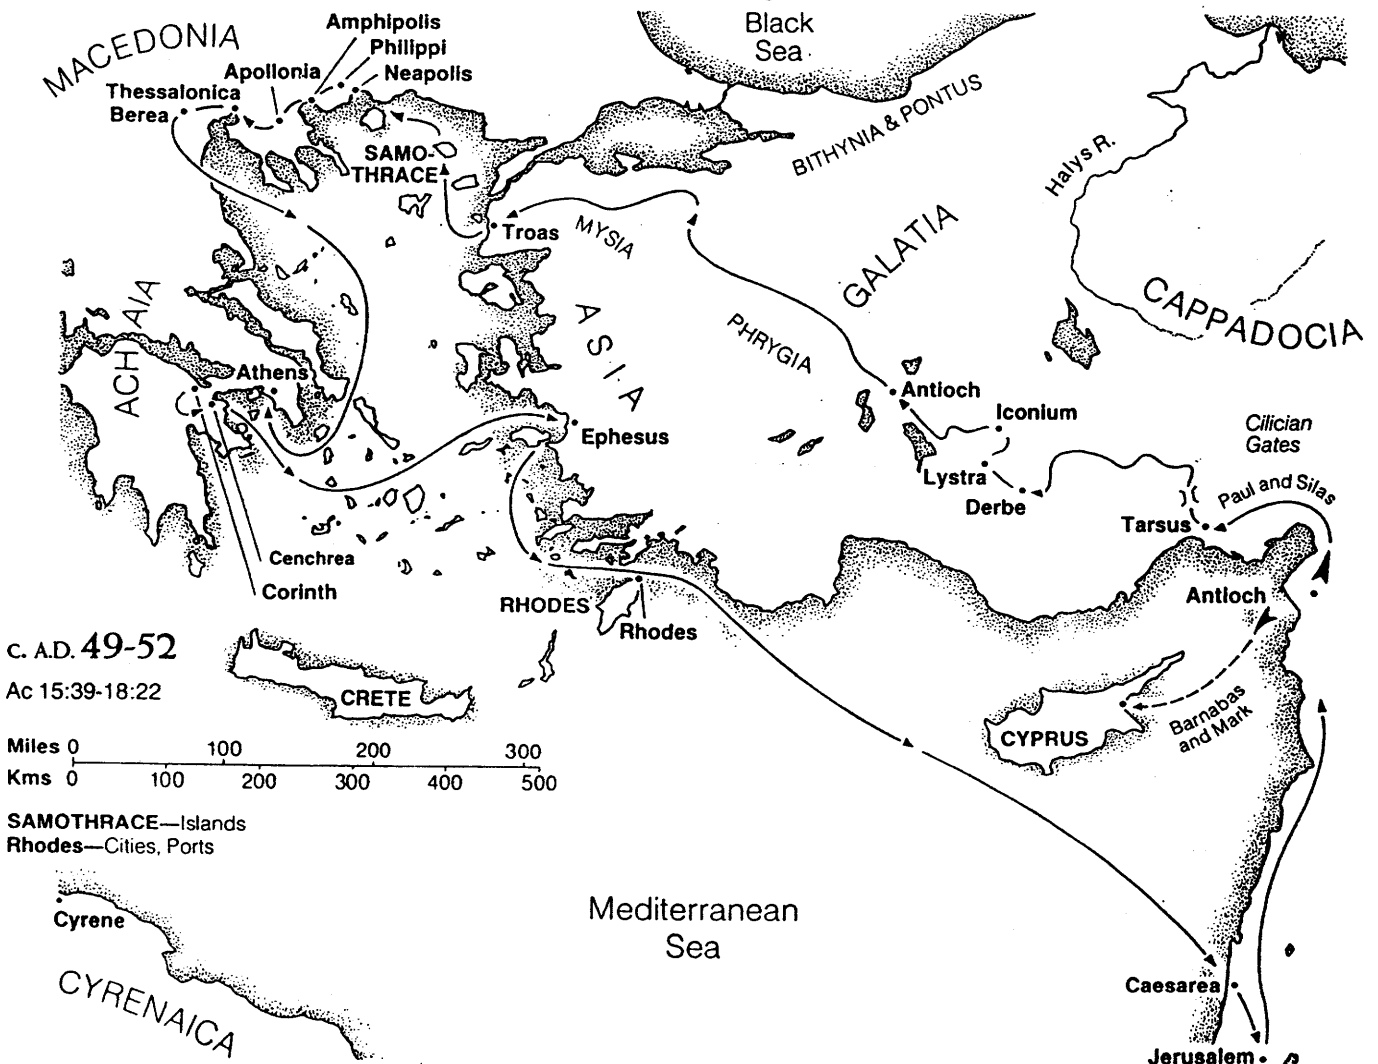 MACEDONIA
Amphipolis
Philippi
Apollonia
Neapolis
Thessalonica
Berea
Black
Sea
BITHYNIA & PONTUS
Halys R.
SAMO-
THRACE
Troas
MYSIA
GALATIA
CAPPADOCIA
ACHAIA
ASIA
PHRYGIA
Athens
Antioch
Iconium
Cilician
Gates
Ephesus
Lystra
Derbe
Paul and Silas
Tarsus
Cenchrea
Corinth
RHODES
Rhodes
Antioch
c. A.D. 49-52
Ac 15:39-18:22
CRETE
CYPRUS
Barnabas
and Mark
Miles 0 100 200 300
Kms 0 100 200 300 400 500
SAMOTHRACE—Islands
Rhodes—Cities, Ports
Cyrene
CYRENAICA
Mediterranean
Sea
Caesarea
Jerusalem